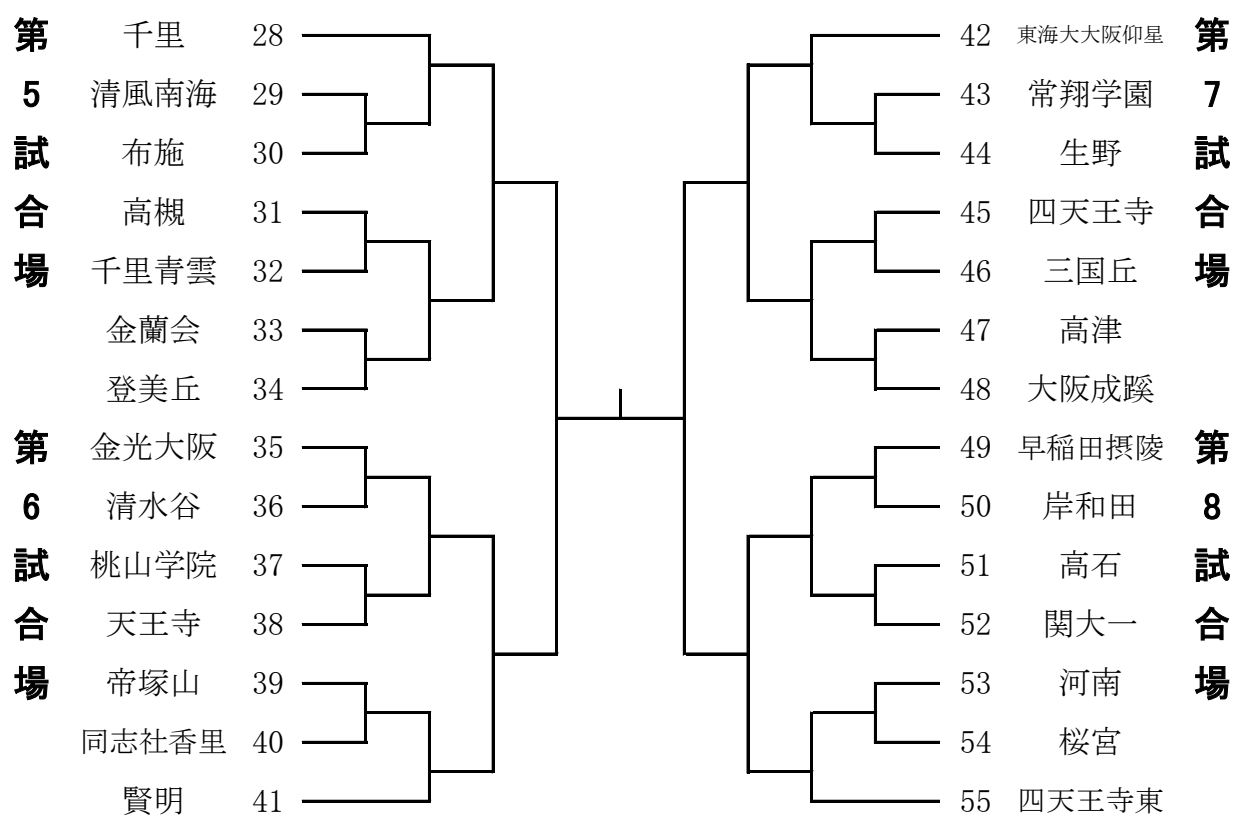 第5試合場
千里 28
清風南海 29
布施 30
高槻 31
千里青雲 32
金蘭会 33
登美丘 34
第6試合場
金光大阪 35
清水谷 36
桃山学院 37
天王寺 38
帝塚山 39
同志社香里 40
賢明 41
第7試合場
42 東海大大阪仰星
43 常翔学園
44 生野
45 四天王寺
46 三国丘
47 高津
48 大阪成蹊
第8試合場
49 早稲田摂陵
50 岸和田
51 高石
52 関大一
53 河南
54 桜宮
55 四天王寺東